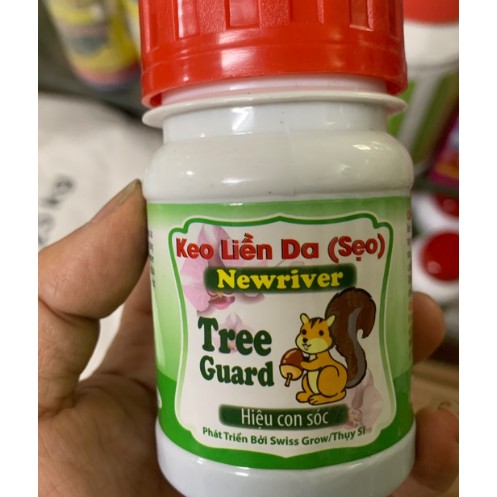 Keo Liền Da (Sẹo)
Newriver
Tree
Guard
Hiệu con sóc
Phát Triển Bởi Swiss Grow/Thụy Sĩ